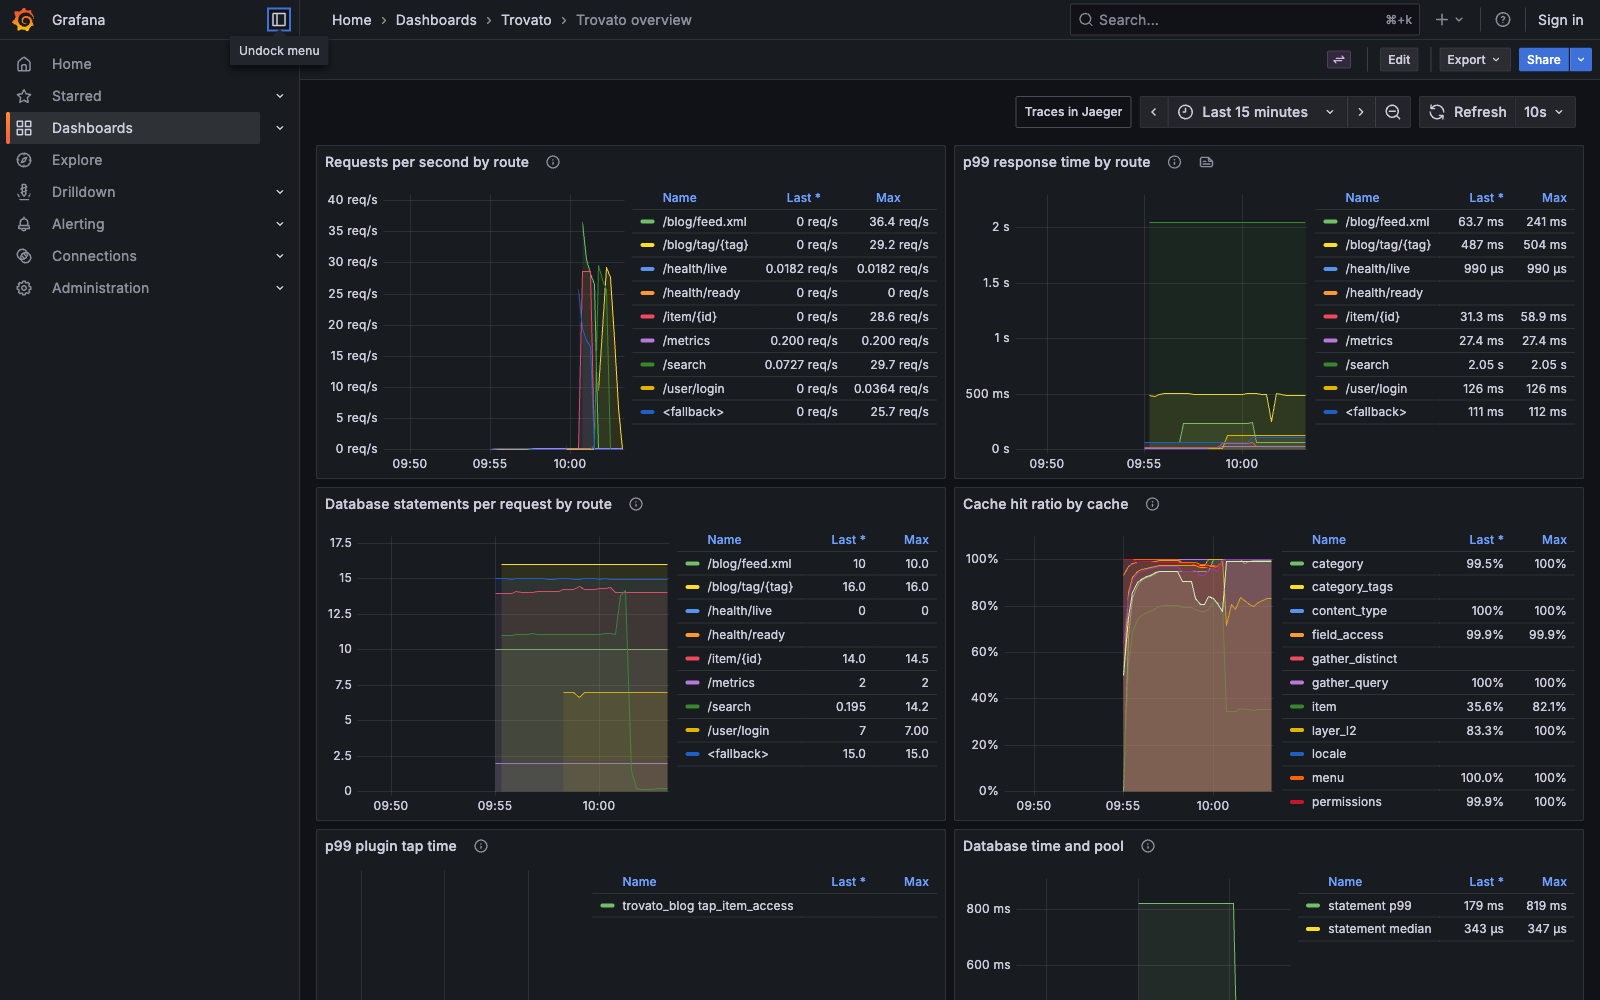 Grafana
Home › Dashboards › Trovato › Trovato overview
Search...
⌘+k
Sign in
Undock menu
Home
Starred
Dashboards
Explore
Drilldown
Alerting
Connections
Administration
Edit
Export
Share
Traces in Jaeger
Last 15 minutes
Refresh
10s
Requests per second by route
40 req/s
35 req/s
30 req/s
25 req/s
20 req/s
15 req/s
10 req/s
5 req/s
0 req/s
09:50 09:55 10:00
Name Last * Max
/blog/feed.xml 0 req/s 36.4 req/s
/blog/tag/{tag} 0 req/s 29.2 req/s
/health/live 0.0182 req/s 0.0182 req/s
/health/ready 0 req/s 0 req/s
/item/{id} 0 req/s 28.6 req/s
/metrics 0.200 req/s 0.200 req/s
/search 0.0727 req/s 29.7 req/s
/user/login 0 req/s 0.0364 req/s
<fallback> 0 req/s 25.7 req/s
p99 response time by route
2 s
1.5 s
1 s
500 ms
0 s
09:50 09:55 10:00
Name Last * Max
/blog/feed.xml 63.7 ms 241 ms
/blog/tag/{tag} 487 ms 504 ms
/health/live 990 µs 990 µs
/health/ready
/item/{id} 31.3 ms 58.9 ms
/metrics 27.4 ms 27.4 ms
/search 2.05 s 2.05 s
/user/login 126 ms 126 ms
<fallback> 111 ms 112 ms
Database statements per request by route
17.5
15
12.5
10
7.5
5
2.5
0
09:50 09:55 10:00
Name Last * Max
/blog/feed.xml 10 10.0
/blog/tag/{tag} 16.0 16.0
/health/live 0 0
/health/ready
/item/{id} 14.0 14.5
/metrics 2 2
/search 0.195 14.2
/user/login 7 7.00
<fallback> 15.0 15.0
Cache hit ratio by cache
100%
80%
60%
40%
20%
0%
09:50 09:55 10:00
Name Last * Max
category 99.5% 100%
category_tags
content_type 100% 100%
field_access 99.9% 99.9%
gather_distinct
gather_query 100% 100%
item 35.6% 82.1%
layer_l2 83.3% 100%
locale
menu 100.0% 100%
permissions 99.9% 100%
p99 plugin tap time
Name Last * Max
trovato_blog tap_item_access
Database time and pool
800 ms
600 ms
Name Last * Max
statement p99 179 ms 819 ms
statement median 343 µs 347 µs